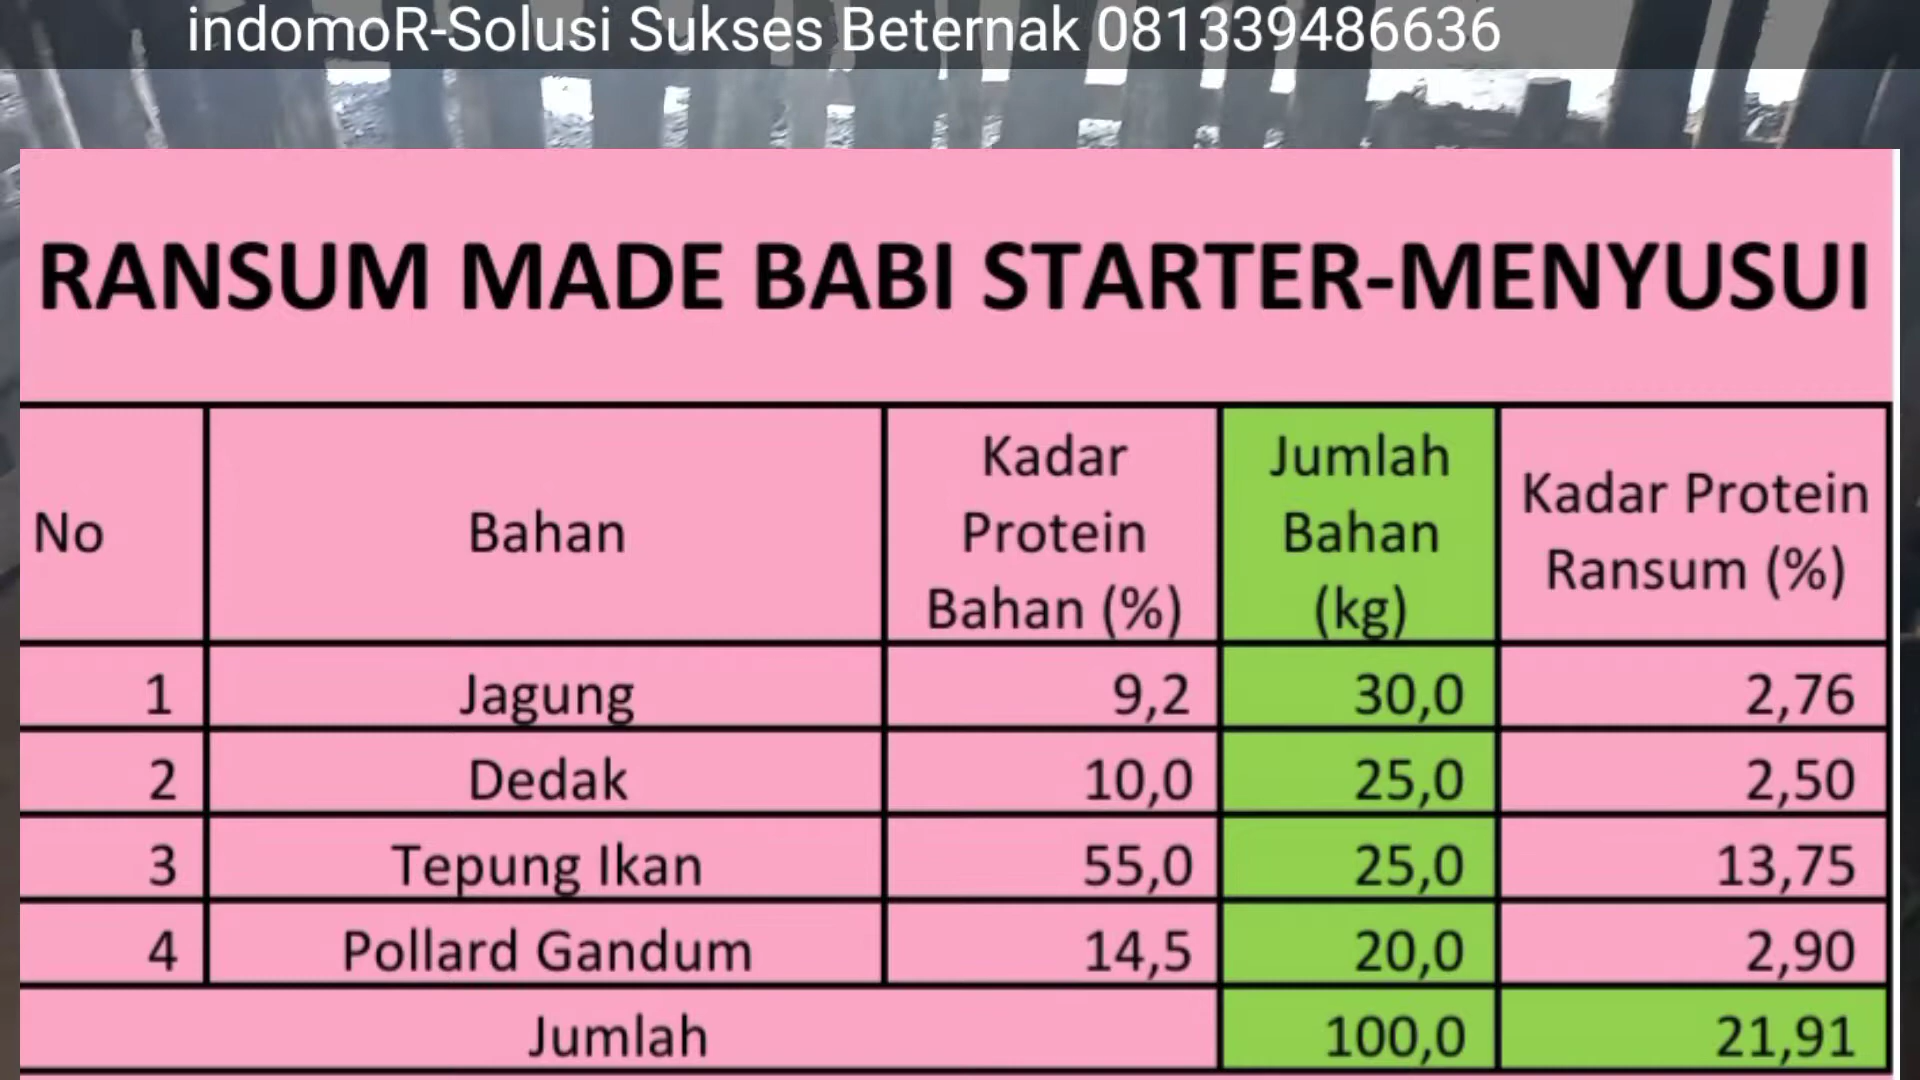 indomoR-Solusi Sukses Beternak 081339486636
RANSUM MADE BABI STARTER-MENYUSUI
No Bahan Kadar Protein Bahan (%) Jumlah Bahan (kg) Kadar Protein Ransum (%)
1 Jagung 9,2 30,0 2,76
2 Dedak 10,0 25,0 2,50
3 Tepung Ikan 55,0 25,0 13,75
4 Pollard Gandum 14,5 20,0 2,90
Jumlah 100,0 21,91